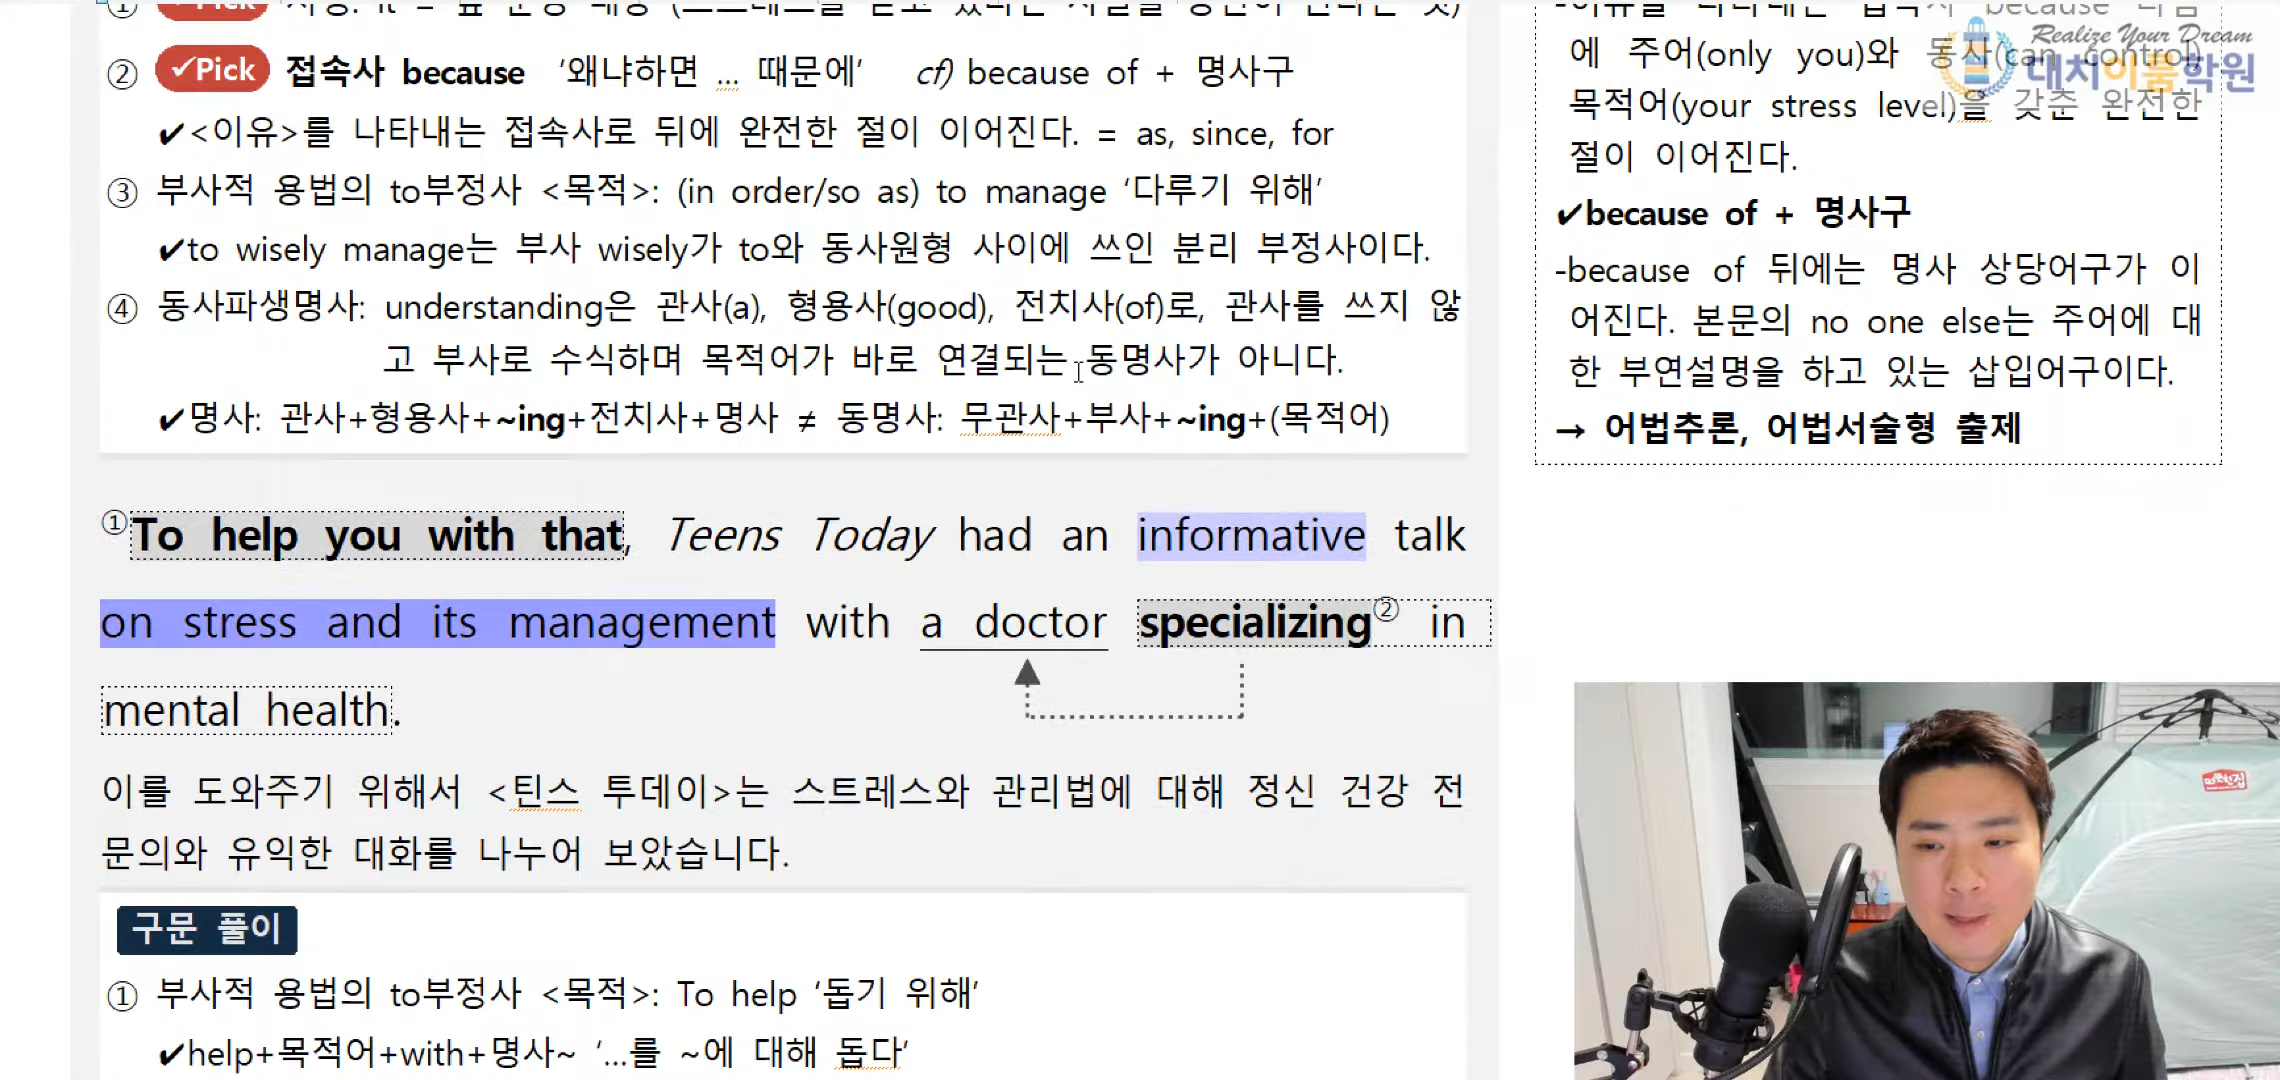 ✓Pick
② ✓Pick 접속사 because ‘왜냐하면 ... 때문에’ cf) because of + 명사구
✔<이유>를 나타내는 접속사로 뒤에 완전한 절이 이어진다. = as, since, for
③ 부사적 용법의 to부정사 <목적>: (in order/so as) to manage ‘다루기 위해’
✔to wisely manage는 부사 wisely가 to와 동사원형 사이에 쓰인 분리 부정사이다.
④ 동사파생명사: understanding은 관사(a), 형용사(good), 전치사(of)로, 관사를 쓰지 않
고 부사로 수식하며 목적어가 바로 연결되는 동명사가 아니다.
✔명사: 관사+형용사+~ing+전치사+명사 ≠ 동명사: 무관사+부사+~ing+(목적어)
①To help you with that, Teens Today had an informative talk
on stress and its management with a doctor specializing② in
mental health.
이를 도와주기 위해서 <틴스 투데이>는 스트레스와 관리법에 대해 정신 건강 전
문의와 유익한 대화를 나누어 보았습니다.
구문 풀이
① 부사적 용법의 to부정사 <목적>: To help ‘돕기 위해’
✔help+목적어+with+명사~ ‘...를 ~에 대해 돕다’
because
에 주어(only you)와 동사(can control)
목적어(your stress level)을 갖춘 완전한
절이 이어진다.
✔because of + 명사구
-because of 뒤에는 명사 상당어구가 이
어진다. 본문의 no one else는 주어에 대
한 부연설명을 하고 있는 삽입어구이다.
→ 어법추론, 어법서술형 출제
Realize Your Dream
대치이룸학원